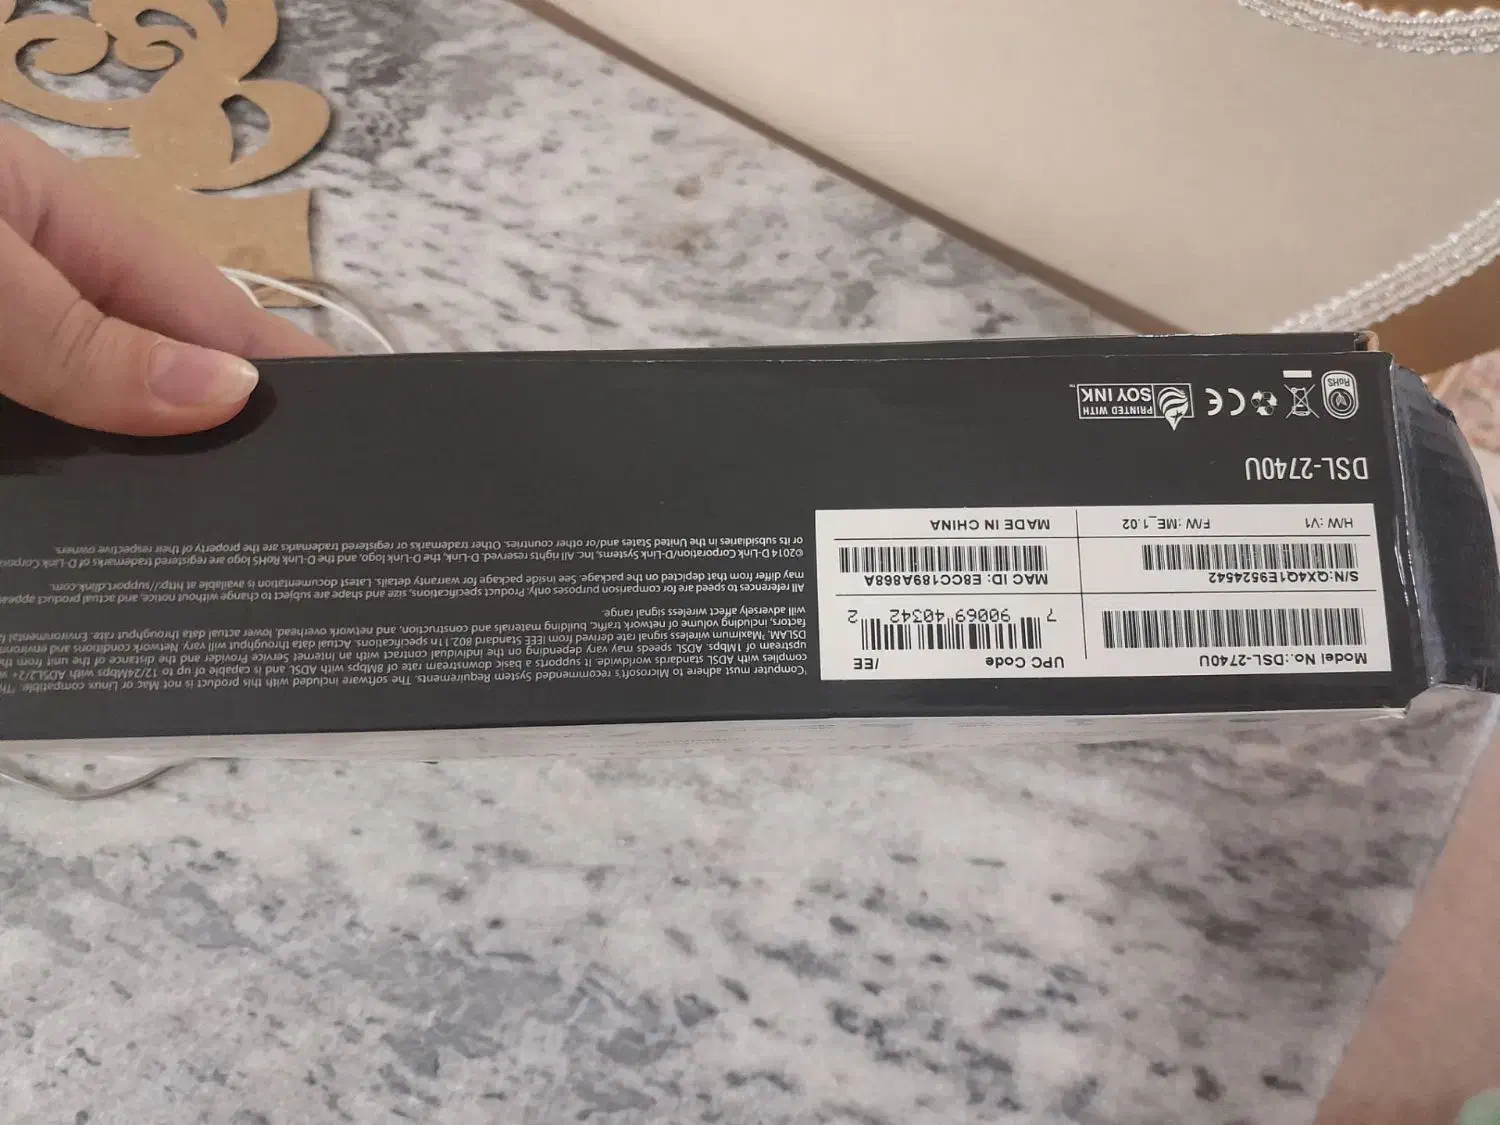 Model No.:DSL-2740U
UPC Code /EE
7 90069 40342 2
S/N:QX4Q1E9524542
MAC ID: EBCC189A868A
H/W : V1 F/W : ME_1.02
MADE IN CHINA
DSL-2740U
RoHS
CE
PRINTED WITH
SOY INK™
¹Computer must adhere to Microsoft's recommended System Requirements. The software included with this product is not Mac or Linux compatible.
complies with ADSL standards worldwide. It supports a basic downstream rate of 8Mbps with ADSL and is capable of up to 12/24Mbps with ADSL2/2+
upstream of 1Mbps. ADSL speeds may vary depending on the individual contract with an Internet Service Provider and the distance of the unit from
DSLAM. ³Maximum wireless signal rate derived from IEEE Standard 802.11n specifications. Actual data throughput will vary. Network conditions and
factors, including volume of network traffic, building materials and construction, and network overhead, lower actual data throughput rate. Environmental
will adversely affect wireless signal range.
All references to speed are for comparison purposes only. Product specifications, size and shape are subject to change without notice, and actual product
may differ from that depicted on the package. See inside package for warranty details. Latest documentation is available at http://support.dlink.com.
©2014 D-Link Corporation/D-Link Systems, Inc. All rights reserved. D-Link, the D-Link logo, and the D-Link RoHS logo are registered trademarks of D-Link
or its subsidiaries in the United States and/or other countries. Other trademarks or registered trademarks are the property of their respective owners.